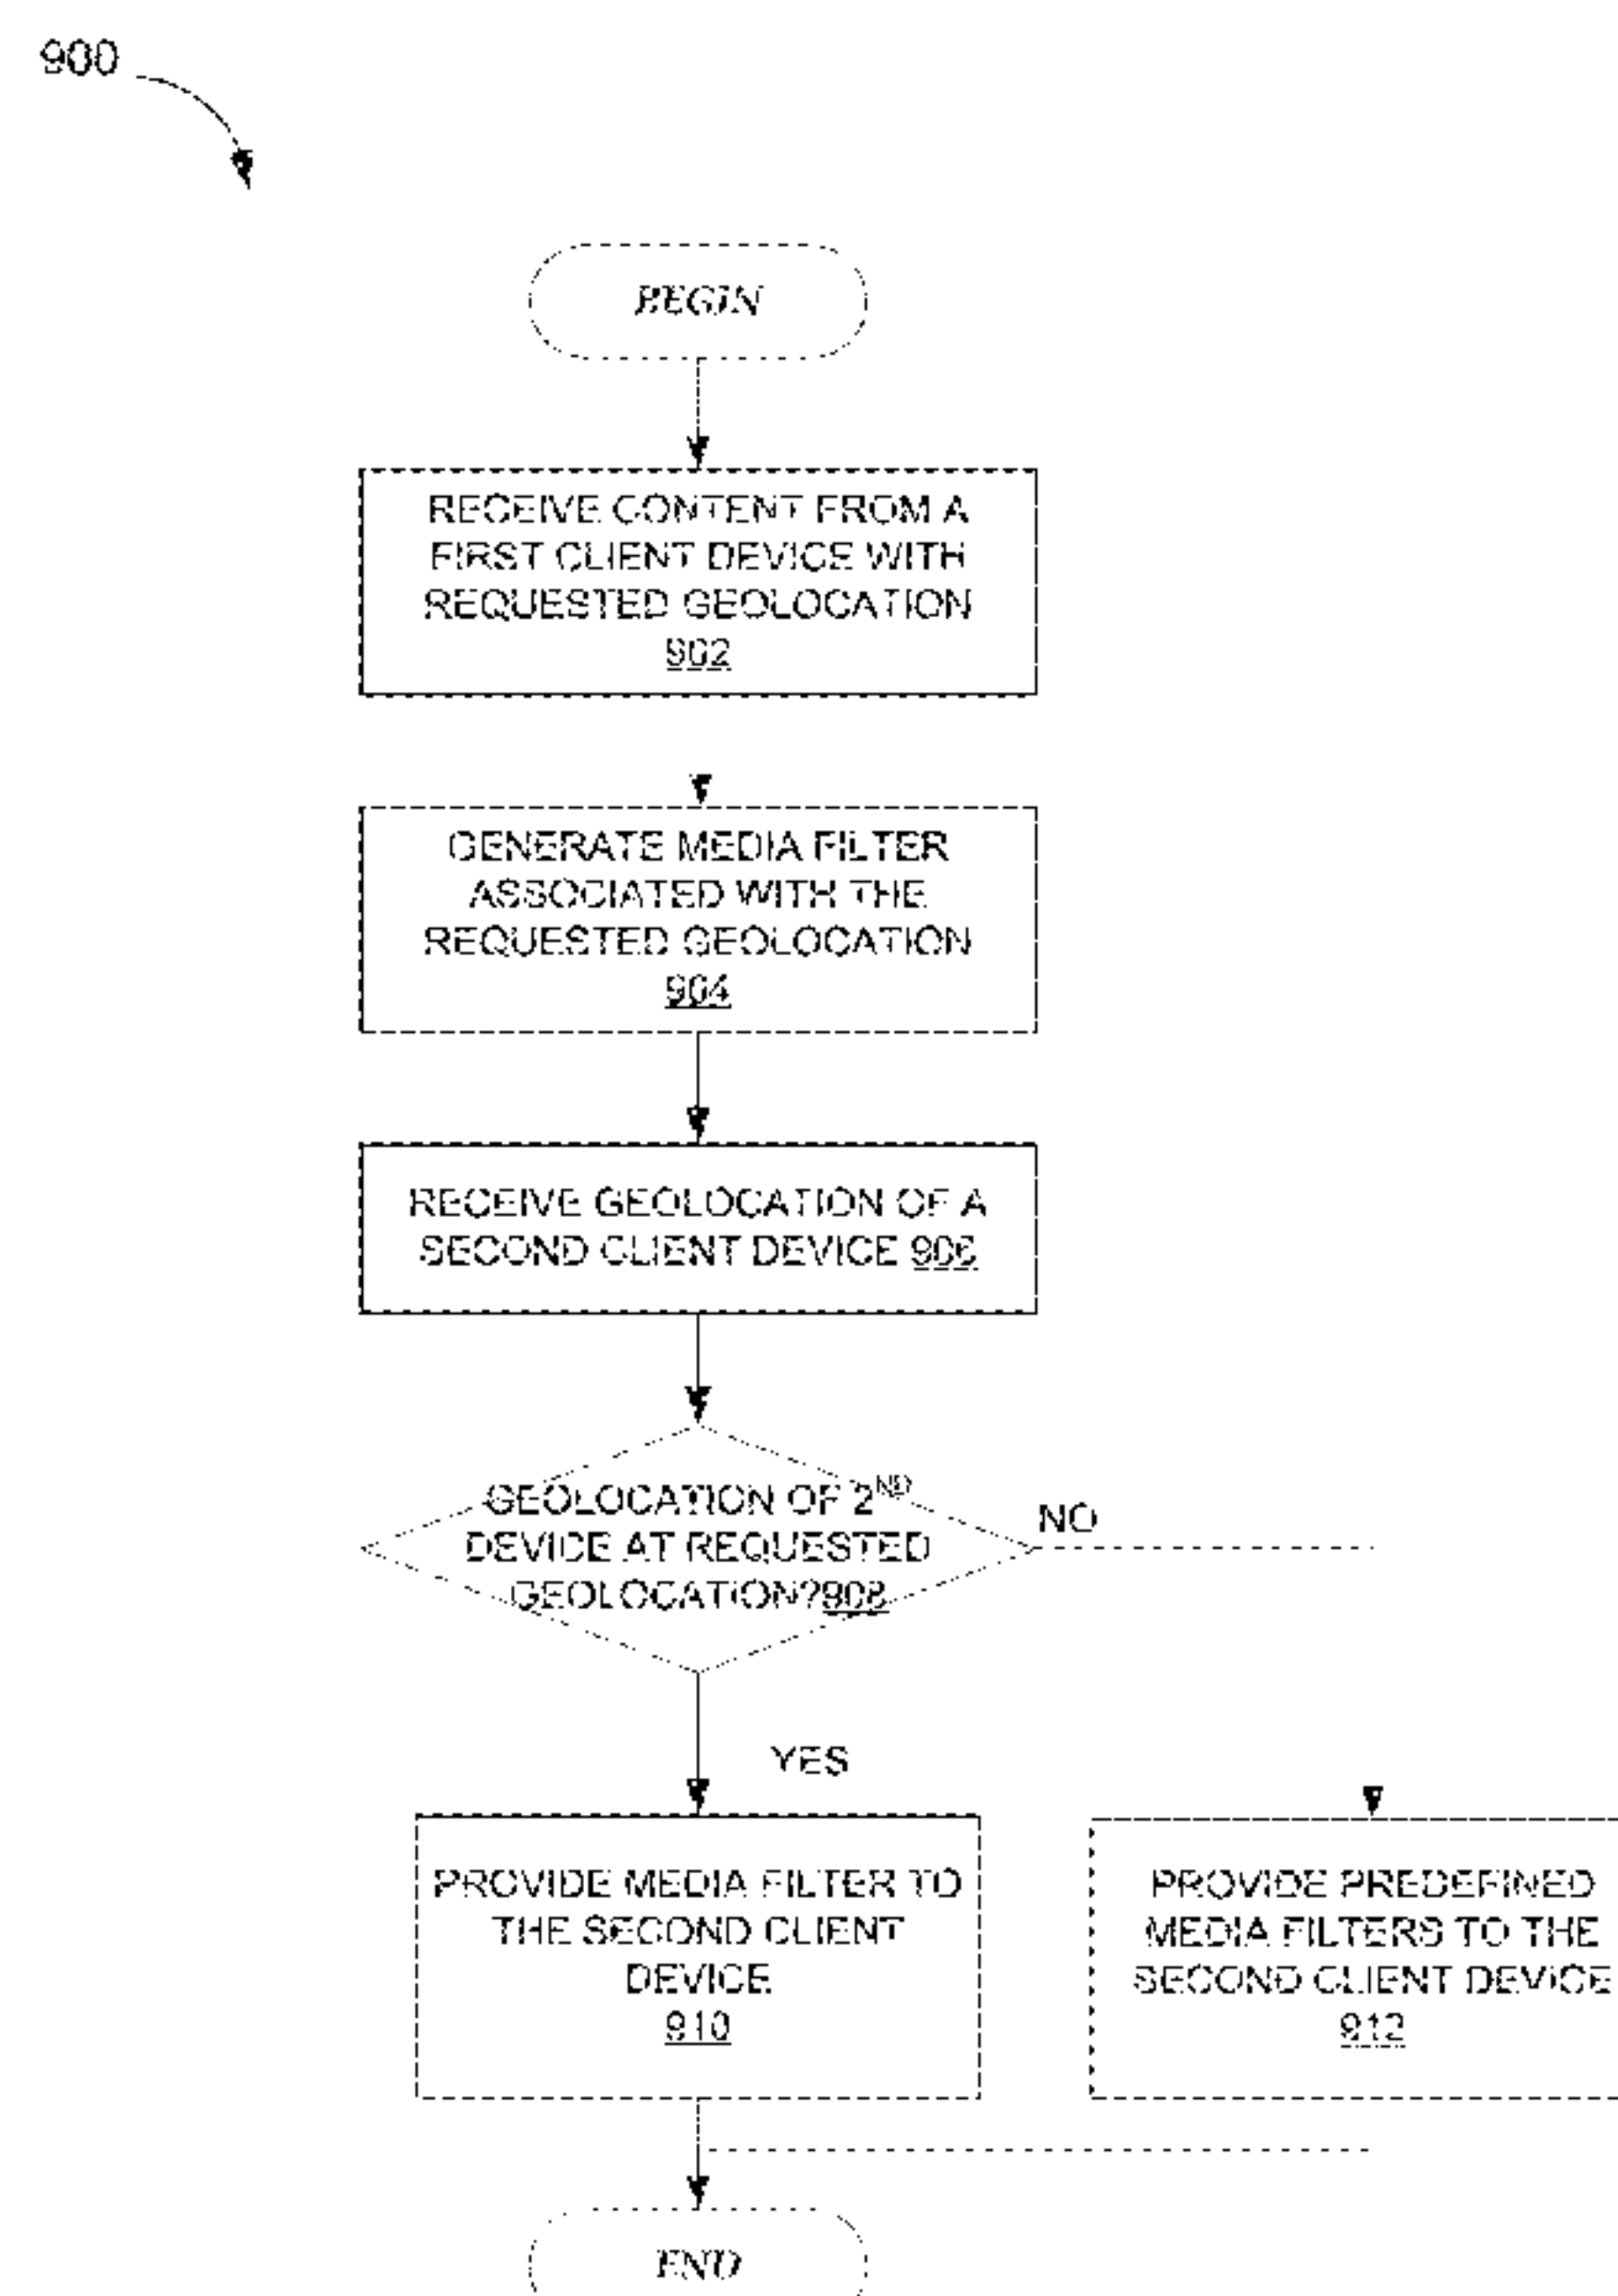 900
BEGIN
RECEIVE CONTENT FROM A
FIRST CLIENT DEVICE WITH
REQUESTED GEOLOCATION
902
GENERATE MEDIA FILTER
ASSOCIATED WITH THE
REQUESTED GEOLOCATION
904
RECEIVE GEOLOCATION OF A
SECOND CLIENT DEVICE 906
GEOLOCATION OF 2ND
DEVICE AT REQUESTED
GEOLOCATION?908
NO
YES
PROVIDE MEDIA FILTER TO
THE SECOND CLIENT
DEVICE
910
PROVIDE PREDEFINED
MEDIA FILTERS TO THE
SECOND CLIENT DEVICE
912
END